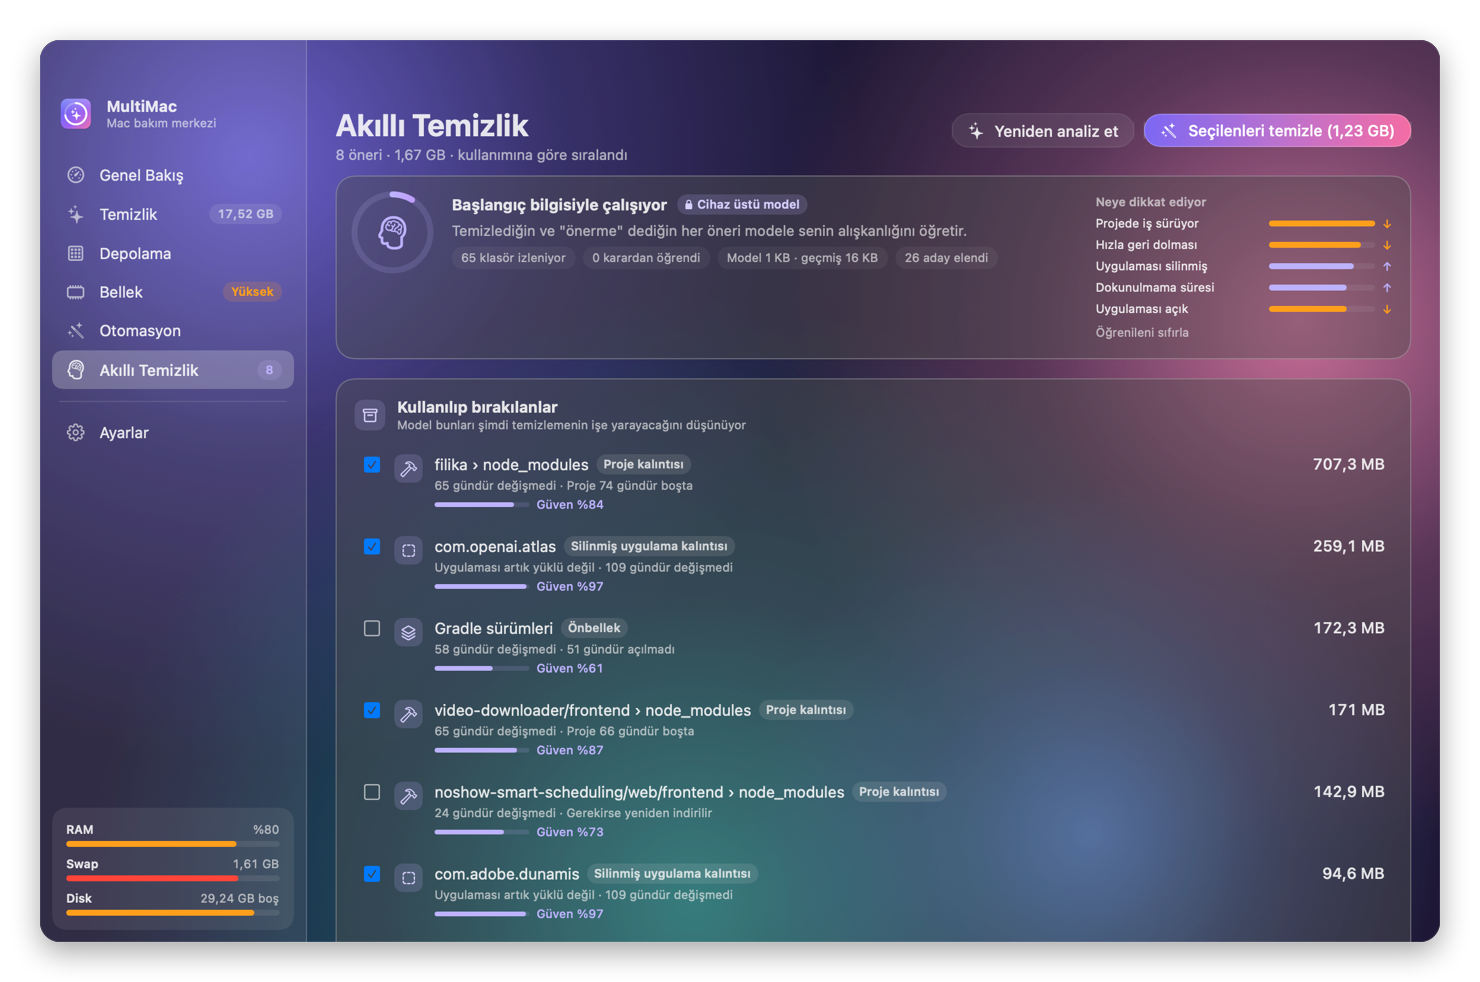 MultiMac
Mac bakım merkezi
Genel Bakış
Temizlik 17,52 GB
Depolama
Bellek Yüksek
Otomasyon
Akıllı Temizlik 8
Ayarlar
RAM %80
Swap 1,61 GB
Disk 29,24 GB boş
Akıllı Temizlik
8 öneri · 1,67 GB · kullanımına göre sıralandı
Yeniden analiz et
Seçilenleri temizle (1,23 GB)
Başlangıç bilgisiyle çalışıyor Cihaz üstü model
Temizlediğin ve "önerme" dediğin her öneri modele senin alışkanlığını öğretir.
65 klasör izleniyor 0 karardan öğrendi Model 1 KB · geçmiş 16 KB 26 aday elendi
Neye dikkat ediyor
Projede iş sürüyor ↓
Hızla geri dolması ↓
Uygulaması silinmiş ↑
Dokunulmama süresi ↑
Uygulaması açık ↓
Öğrenileni sıfırla
Kullanılıp bırakılanlar
Model bunları şimdi temizlemenin işe yarayacağını düşünüyor
filika › node_modules Proje kalıntısı 707,3 MB
65 gündür değişmedi · Proje 74 gündür boşta
Güven %84
com.openai.atlas Silinmiş uygulama kalıntısı 259,1 MB
Uygulaması artık yüklü değil · 109 gündür değişmedi
Güven %97
Gradle sürümleri Önbellek 172,3 MB
58 gündür değişmedi · 51 gündür açılmadı
Güven %61
video-downloader/frontend › node_modules Proje kalıntısı 171 MB
65 gündür değişmedi · Proje 66 gündür boşta
Güven %87
noshow-smart-scheduling/web/frontend › node_modules Proje kalıntısı 142,9 MB
24 gündür değişmedi · Gerekirse yeniden indirilir
Güven %73
com.adobe.dunamis Silinmiş uygulama kalıntısı 94,6 MB
Uygulaması artık yüklü değil · 109 gündür değişmedi
Güven %97